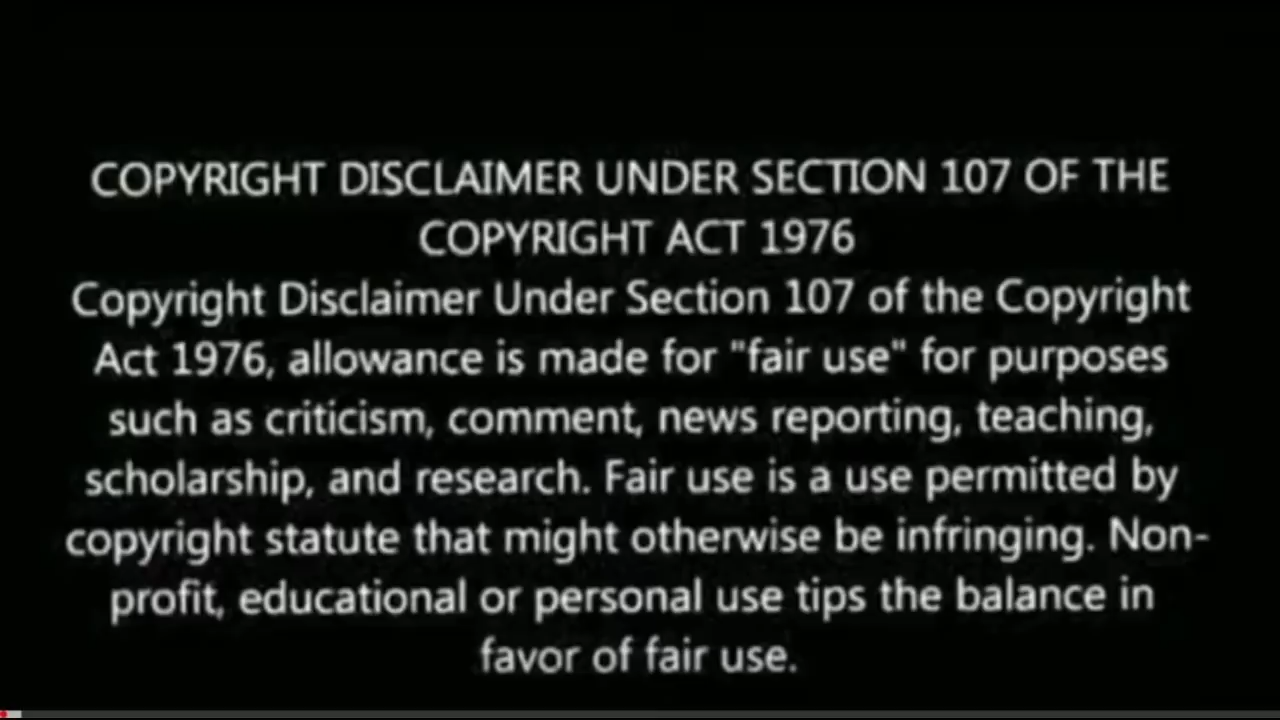 COPYRIGHT DISCLAIMER UNDER SECTION 107 OF THE
COPYRIGHT ACT 1976
Copyright Disclaimer Under Section 107 of the Copyright
Act 1976, allowance is made for "fair use" for purposes
such as criticism, comment, news reporting, teaching,
scholarship, and research. Fair use is a use permitted by
copyright statute that might otherwise be infringing. Non-
profit, educational or personal use tips the balance in
favor of fair use.